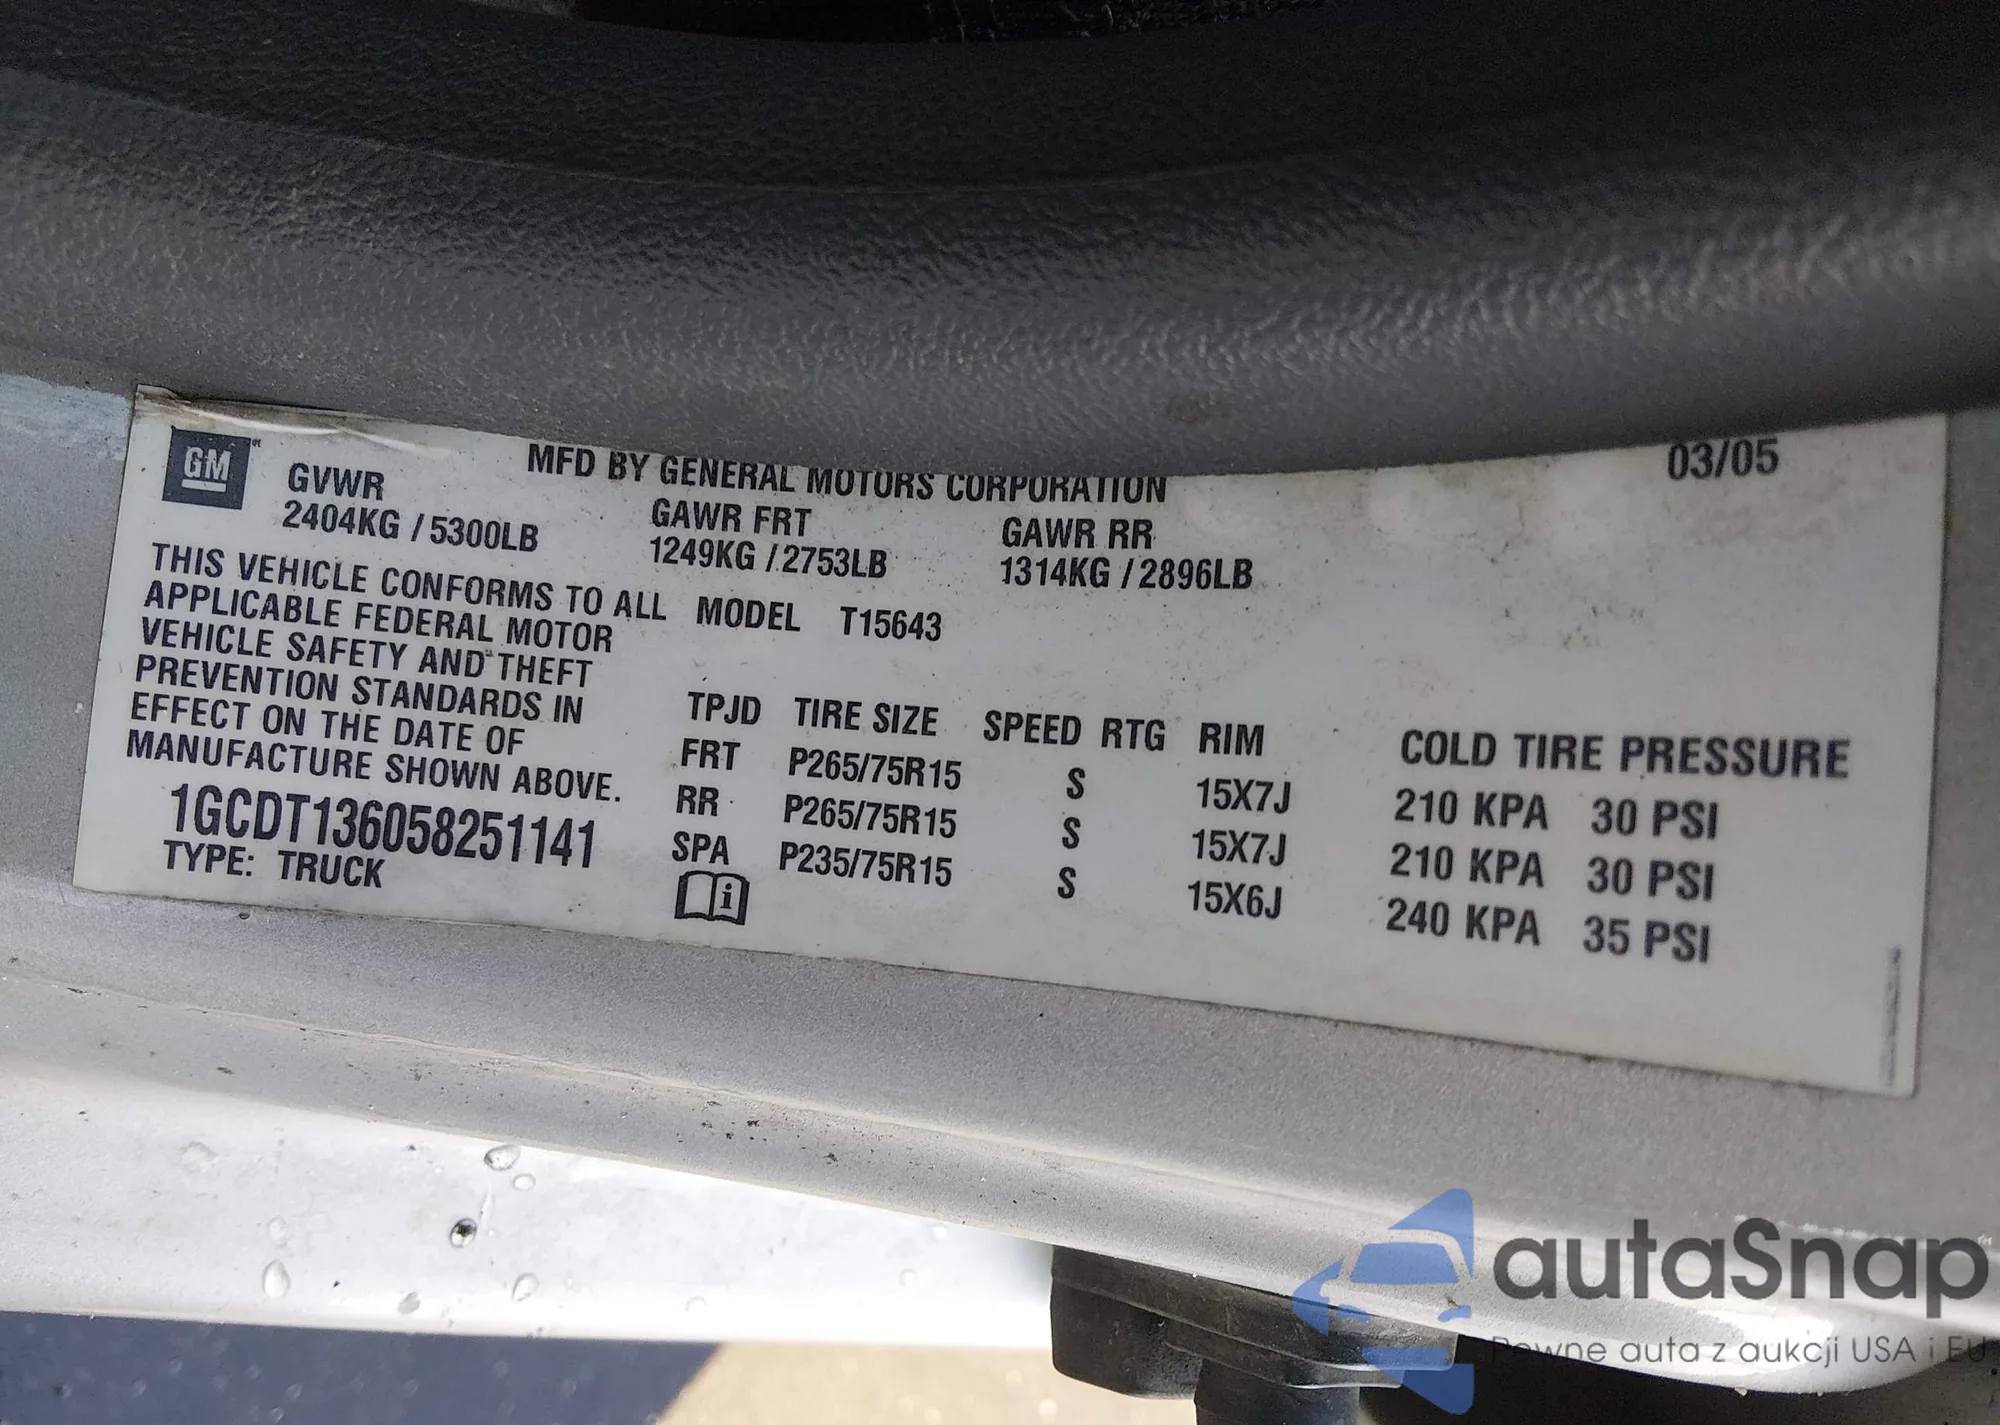 GM
MFD BY GENERAL MOTORS CORPORATION
03/05
GVWR
GAWR FRT
GAWR RR
2404KG / 5300LB
1249KG / 2753LB
1314KG / 2896LB
THIS VEHICLE CONFORMS TO ALL
APPLICABLE FEDERAL MOTOR
VEHICLE SAFETY AND THEFT
PREVENTION STANDARDS IN
EFFECT ON THE DATE OF
MANUFACTURE SHOWN ABOVE.
1GCDT136058251141
TYPE: TRUCK
MODEL T15643
TPJD TIRE SIZE SPEED RTG RIM COLD TIRE PRESSURE
FRT P265/75R15 S 15X7J 210 KPA 30 PSI
RR P265/75R15 S 15X7J 210 KPA 30 PSI
SPA P235/75R15 S 15X6J 240 KPA 35 PSI
autoSnap
Pewne auta z aukcji USA i EU